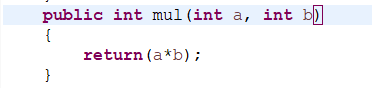 public int mul(int a, int b)
{
    return(a*b);
}